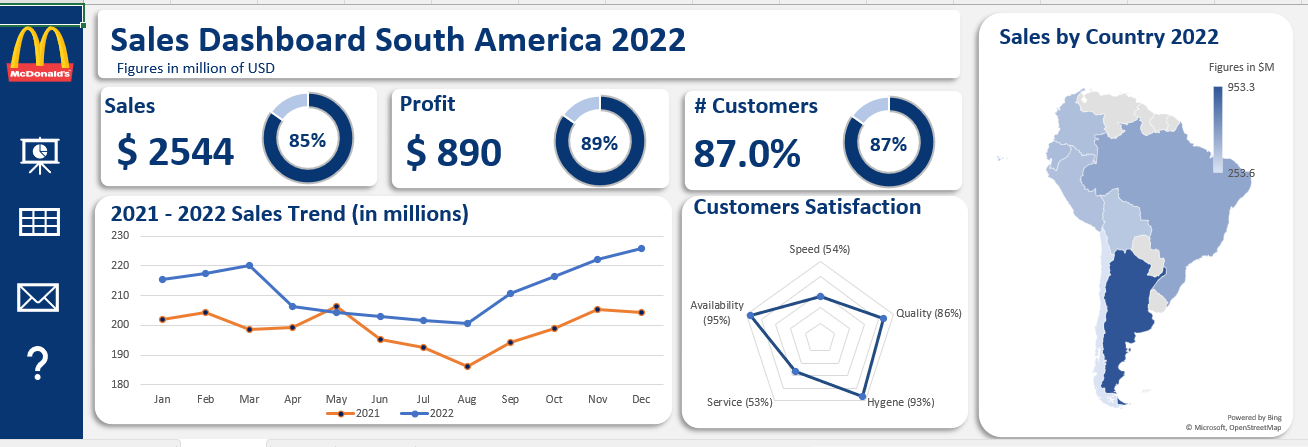 McDonald's
Sales Dashboard South America 2022
Figures in million of USD
Sales
$ 2544
85%
Profit
$ 890
89%
# Customers
87.0%
87%
2021 - 2022 Sales Trend (in millions)
230
220
210
200
190
180
Jan Feb Mar Apr May Jun Jul Aug Sep Oct Nov Dec
2021 2022
Customers Satisfaction
Speed (54%)
Quality (86%)
Hygene (93%)
Service (53%)
Availability
(95%)
Sales by Country 2022
Figures in $M
953.3
253.6
Powered by Bing
© Microsoft, OpenStreetMap
?